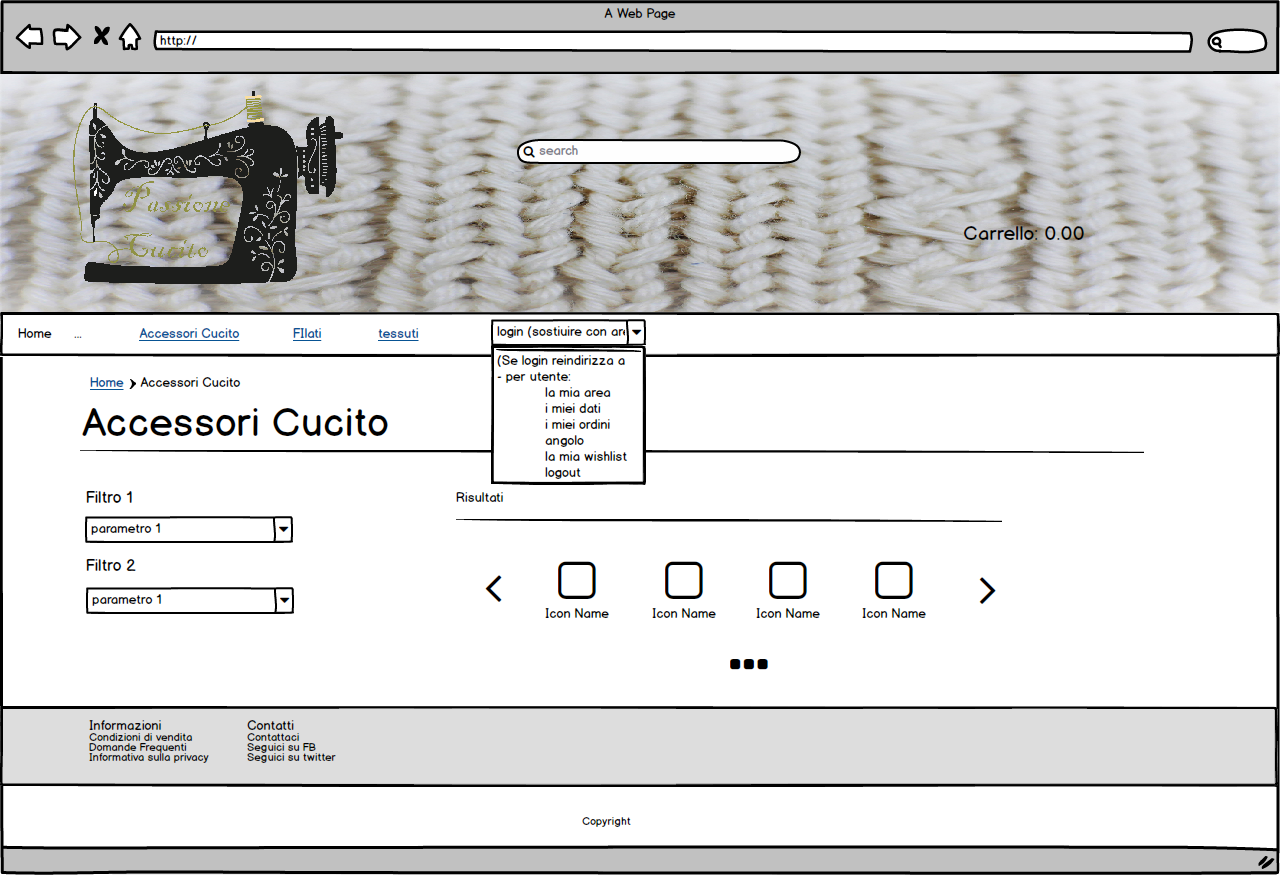 A Web Page
http://
search
Passione
Cucito
Carrello: 0.00
Home ... Accessori Cucito FIlati tessuti login (sostiuire con are
(Se login reindirizza a
- per utente:
la mia area
i miei dati
i miei ordini
angolo
la mia wishlist
logout
Home Accessori Cucito
Accessori Cucito
Filtro 1
parametro 1
Filtro 2
parametro 1
Risultati
Icon Name Icon Name Icon Name Icon Name
Informazioni
Condizioni di vendita
Domande Frequenti
Informativa sulla privacy
Contatti
Contattaci
Seguici su FB
Seguici su twitter
Copyright